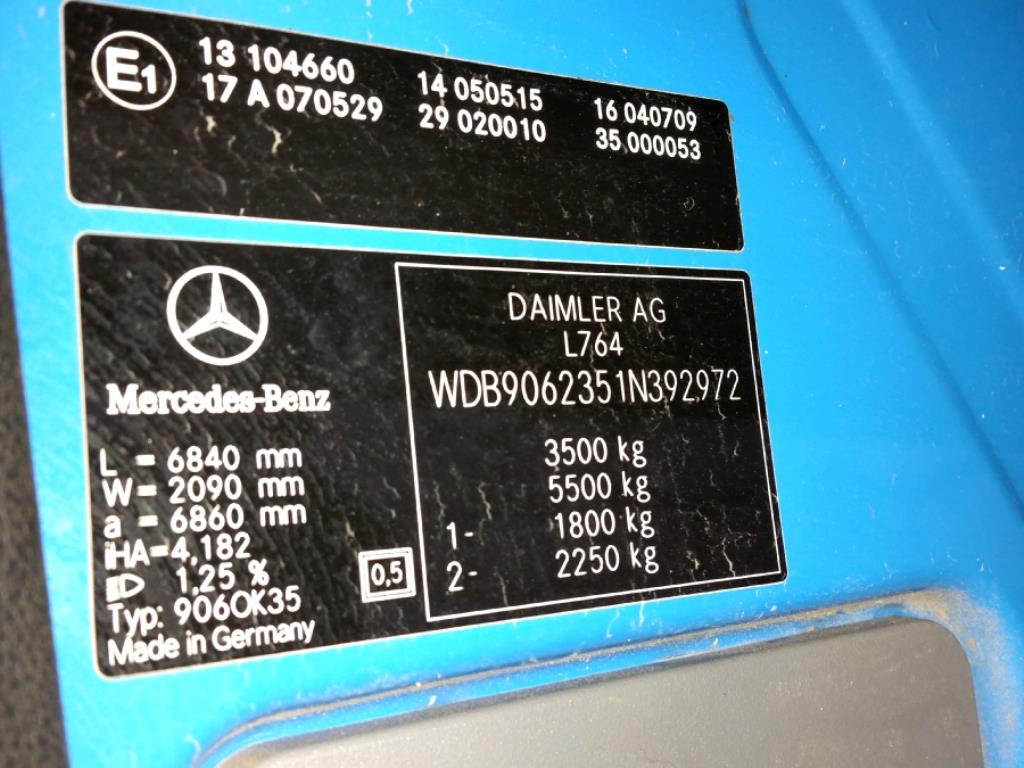 E1
13 104660 14 050515 16 040709
17 A 070529 29 020010 35 000053
Mercedes-Benz
L = 6840 mm
W = 2090 mm
a = 6860 mm
iHA=4,182
1,25 %
Typ: 906OK35
Made in Germany
0,5
DAIMLER AG
L764
WDB9062351N392972
3500 kg
5500 kg
1- 1800 kg
2- 2250 kg